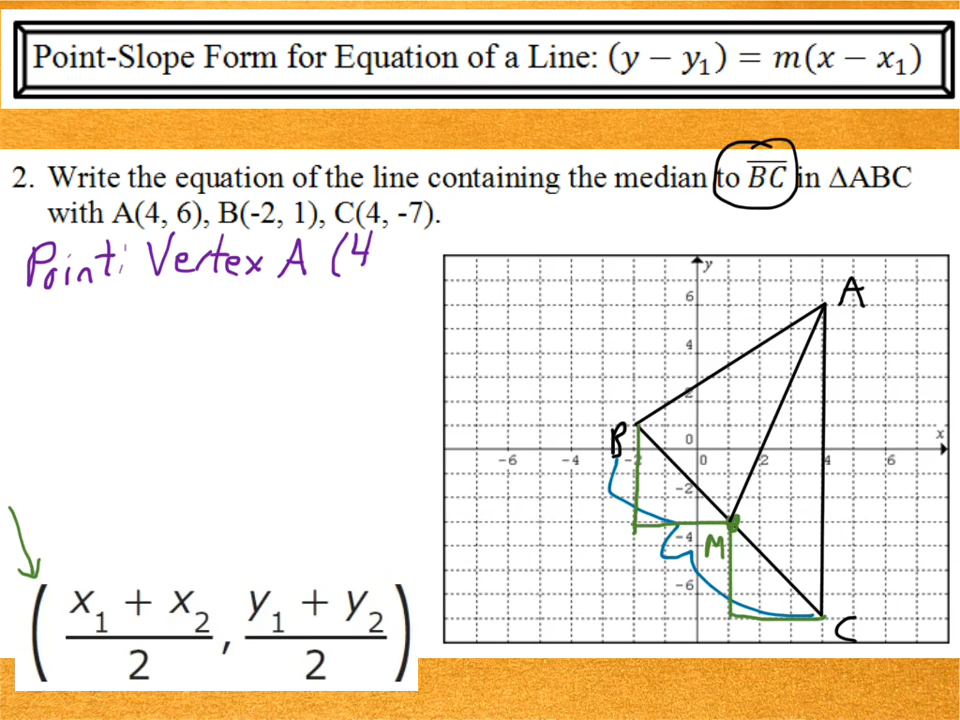 Point-Slope Form for Equation of a Line: (y − y₁) = m(x − x₁)
2. Write the equation of the line containing the median to B̅C̅ in ΔABC
with A(4, 6), B(-2, 1), C(4, -7).
Point: Vertex A (4
y
A
6
4
2
B
0
x
-6
-4
-2
0
2
4
6
-2
-4
M
-6
C
( x₁ + x₂ / 2 , y₁ + y₂ / 2 )